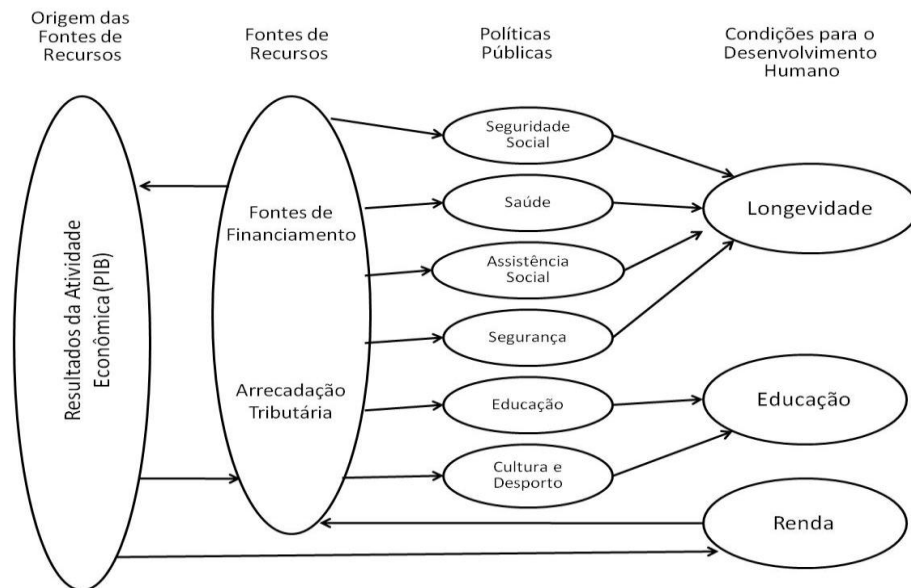 Origem das
Fontes de
Recursos
Fontes de
Recursos
Políticas
Públicas
Condições para o
Desenvolvimento
Humano
Resultados da Atividade
Econômica (PIB)
Fontes de
Financiamento
Arrecadação
Tributária
Seguridade
Social
Saúde
Assistência
Social
Segurança
Educação
Cultura e
Desporto
Longevidade
Educação
Renda